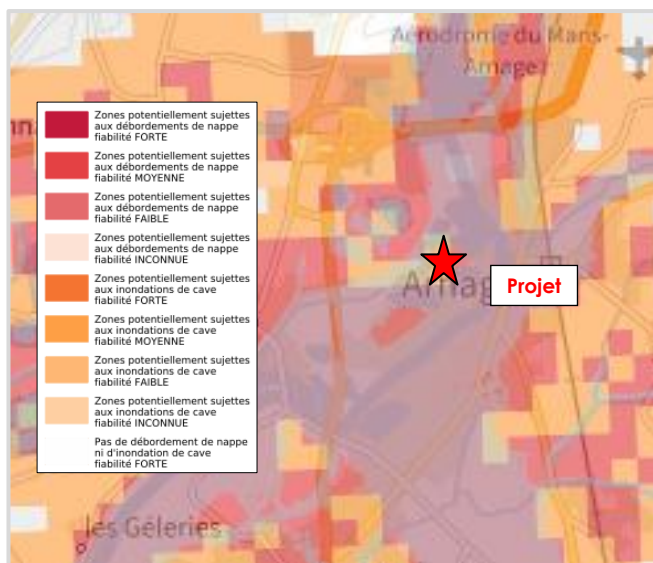 Aérodrome du Mans-
Arnage
Zones potentiellement sujettes
aux débordements de nappe
fiabilité FORTE
Zones potentiellement sujettes
aux débordements de nappe
fiabilité MOYENNE
Zones potentiellement sujettes
aux débordements de nappe
fiabilité FAIBLE
Zones potentiellement sujettes
aux débordements de nappe
fiabilité INCONNUE
Zones potentiellement sujettes
aux inondations de cave
fiabilité FORTE
Zones potentiellement sujettes
aux inondations de cave
fiabilité MOYENNE
Zones potentiellement sujettes
aux inondations de cave
fiabilité FAIBLE
Zones potentiellement sujettes
aux inondations de cave
fiabilité INCONNUE
Pas de débordement de nappe
ni d'inondation de cave
fiabilité FORTE
Arnag
Projet
les Géleries